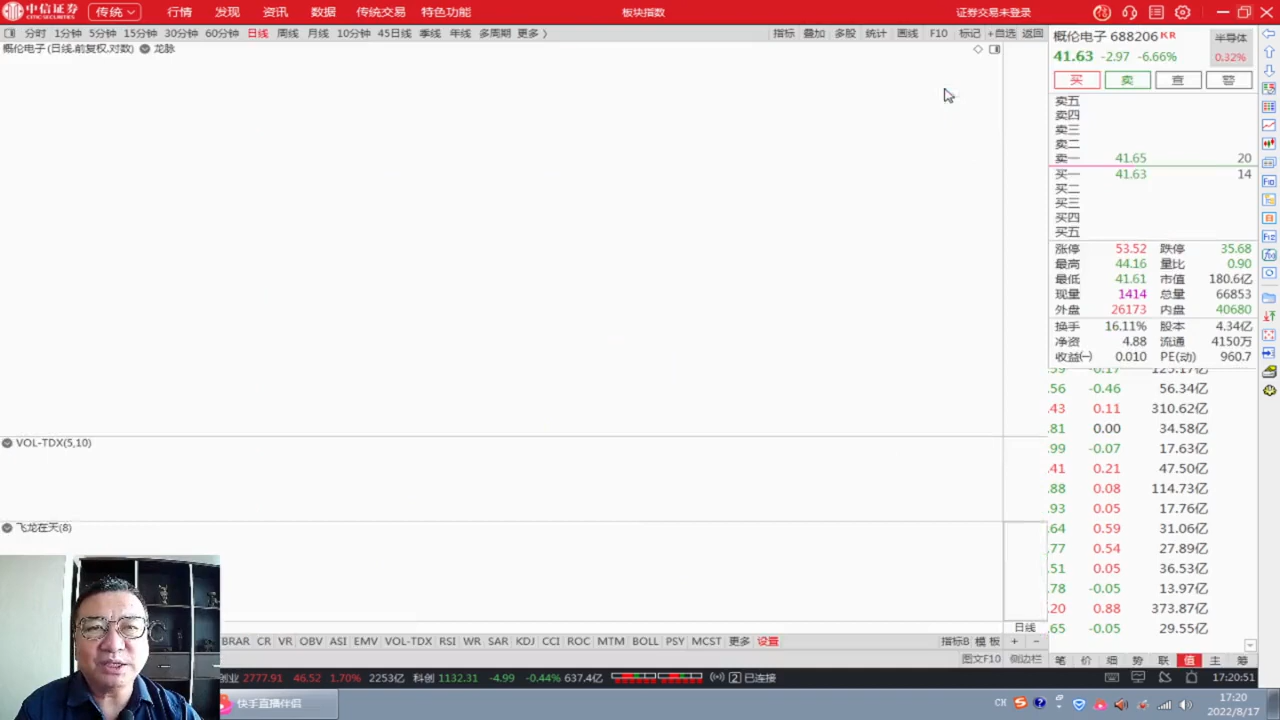 中信证券
CITIC SECURITIES
传统
行情 发现 资讯 数据 传统交易 特色功能
板块指数
证券交易未登录
分时 1分钟 5分钟 15分钟 30分钟 60分钟 日线 周线 月线 10分钟 45日线 季线 年线 多周期 更多
指标 叠加 多股 统计 画线 F10 标记 +自选 返回
概伦电子(日线,前复权,对数) 龙脉
概伦电子 688206 KR
半导体
0.32%
41.63 -2.97 -6.66%
买 卖 查 警
卖五
卖四
卖三
卖二
卖一 41.65 20
买一 41.63 14
买二
买三
买四
买五
涨停 53.52 跌停 35.68
最高 44.16 量比 0.90
最低 41.61 市值 180.6亿
现量 1414 总量 66853
外盘 26173 内盘 40680
换手 16.11% 股本 4.34亿
净资 4.88 流通 4150万
收益㈠ 0.010 PE(动) 960.7
.59 -0.17 125.17亿
.56 -0.46 56.34亿
.43 0.11 310.62亿
.81 0.00 34.58亿
.99 -0.07 17.63亿
.41 0.21 47.50亿
.88 0.08 114.73亿
.93 0.05 17.76亿
.64 0.59 31.06亿
.77 0.54 27.89亿
.51 0.05 36.53亿
.78 -0.05 13.97亿
.20 0.88 373.87亿
.65 -0.05 29.55亿
VOL-TDX(5,10)
飞龙在天(8)
日线
BRAR CR VR OBV ASI EMV VOL-TDX RSI WR SAR KDJ CCI ROC MTM BOLL PSY MCST 更多 设置
指标B 模板 + -
图文F10 侧边栏
笔 价 细 势 联 值 主 筹
创业 2777.91 46.52 1.70% 2253亿 科创 1132.31 -4.99 -0.44% 637.4亿
2 已连接
17:20:51
快手直播伴侣
CH
17:20
2022/8/17